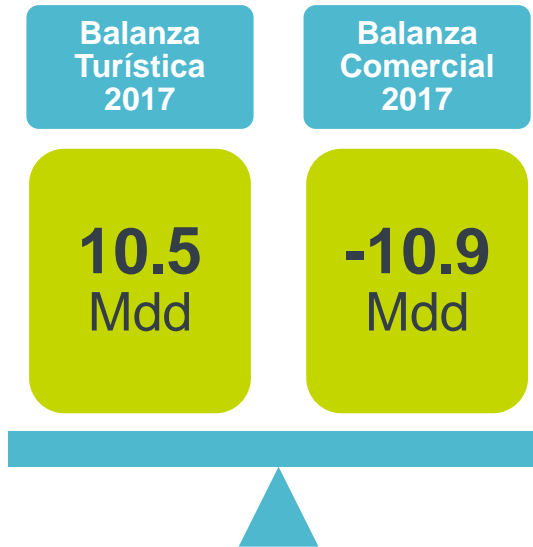 Balanza
Turística
2017
Balanza
Comercial
2017
10.5
Mdd
-10.9
Mdd